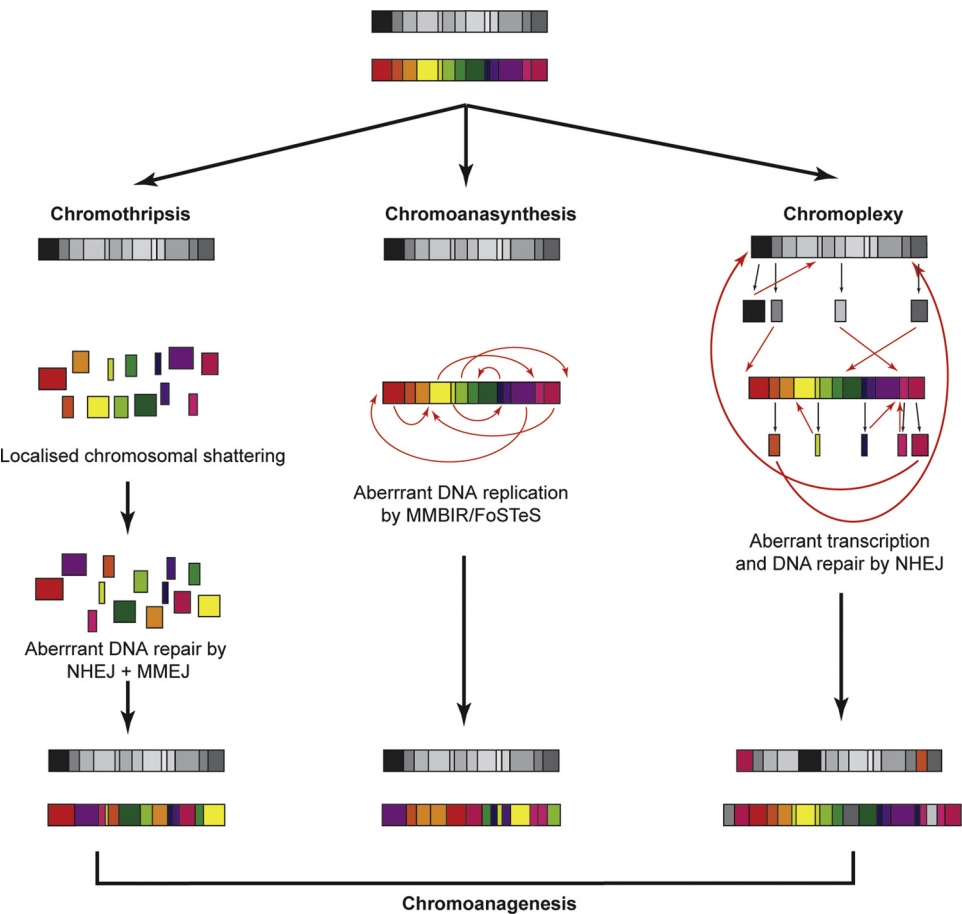 Chromothripsis
Chromoanasynthesis
Chromoplexy
Localised chromosomal shattering
Aberrrant DNA replication
by MMBIR/FoSTeS
Aberrant transcription
and DNA repair by NHEJ
Aberrrant DNA repair by
NHEJ + MMEJ
Chromoanagenesis